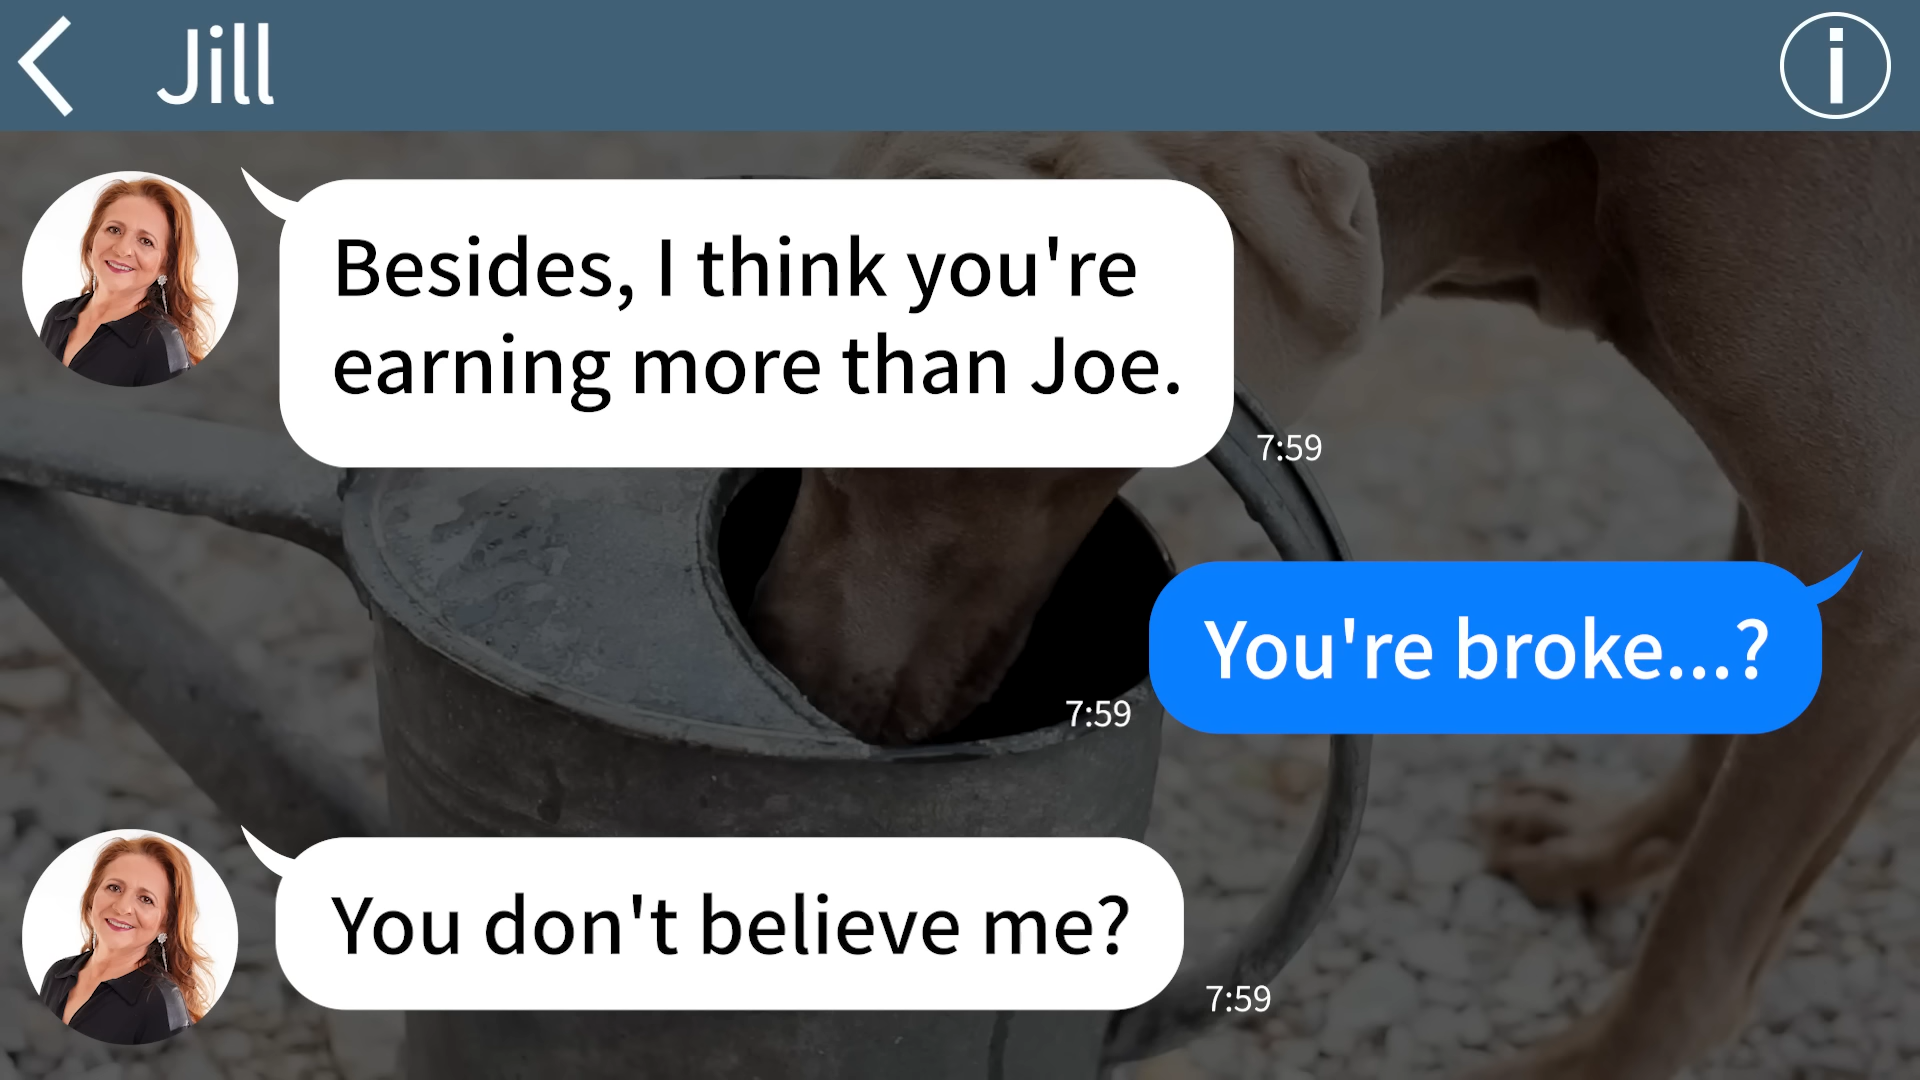 Jill
i
Besides, I think you're
earning more than Joe.
7:59
You're broke...?
7:59
You don't believe me?
7:59